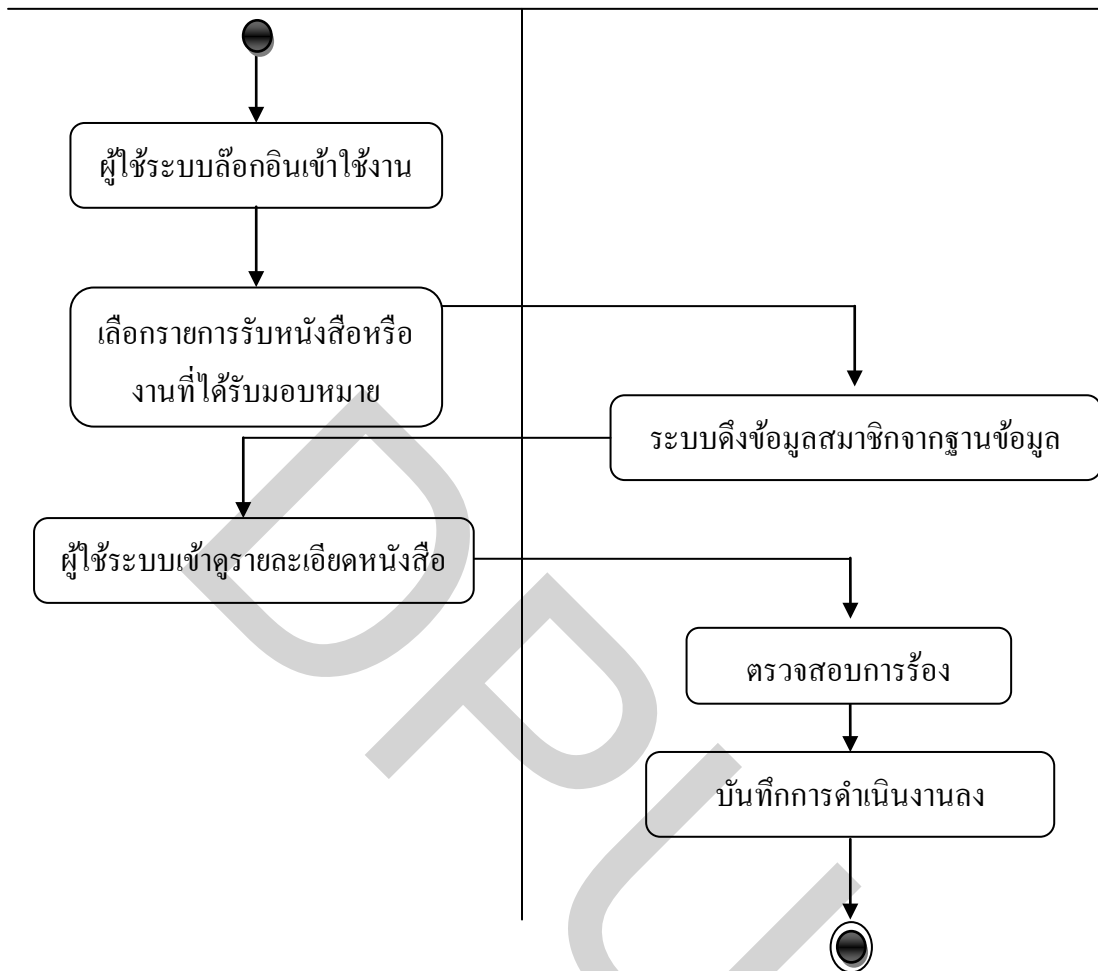 ผู้ใช้ระบบล๊อกอินเข้าใช้งาน
เลือกรายการรับหนังสือหรือ
งานที่ได้รับมอบหมาย
ระบบดึงข้อมูลสมาชิกจากฐานข้อมูล
ผู้ใช้ระบบเข้าดูรายละเอียดหนังสือ
ตรวจสอบการร้อง
บันทึกการดำเนินงานลง
DPU